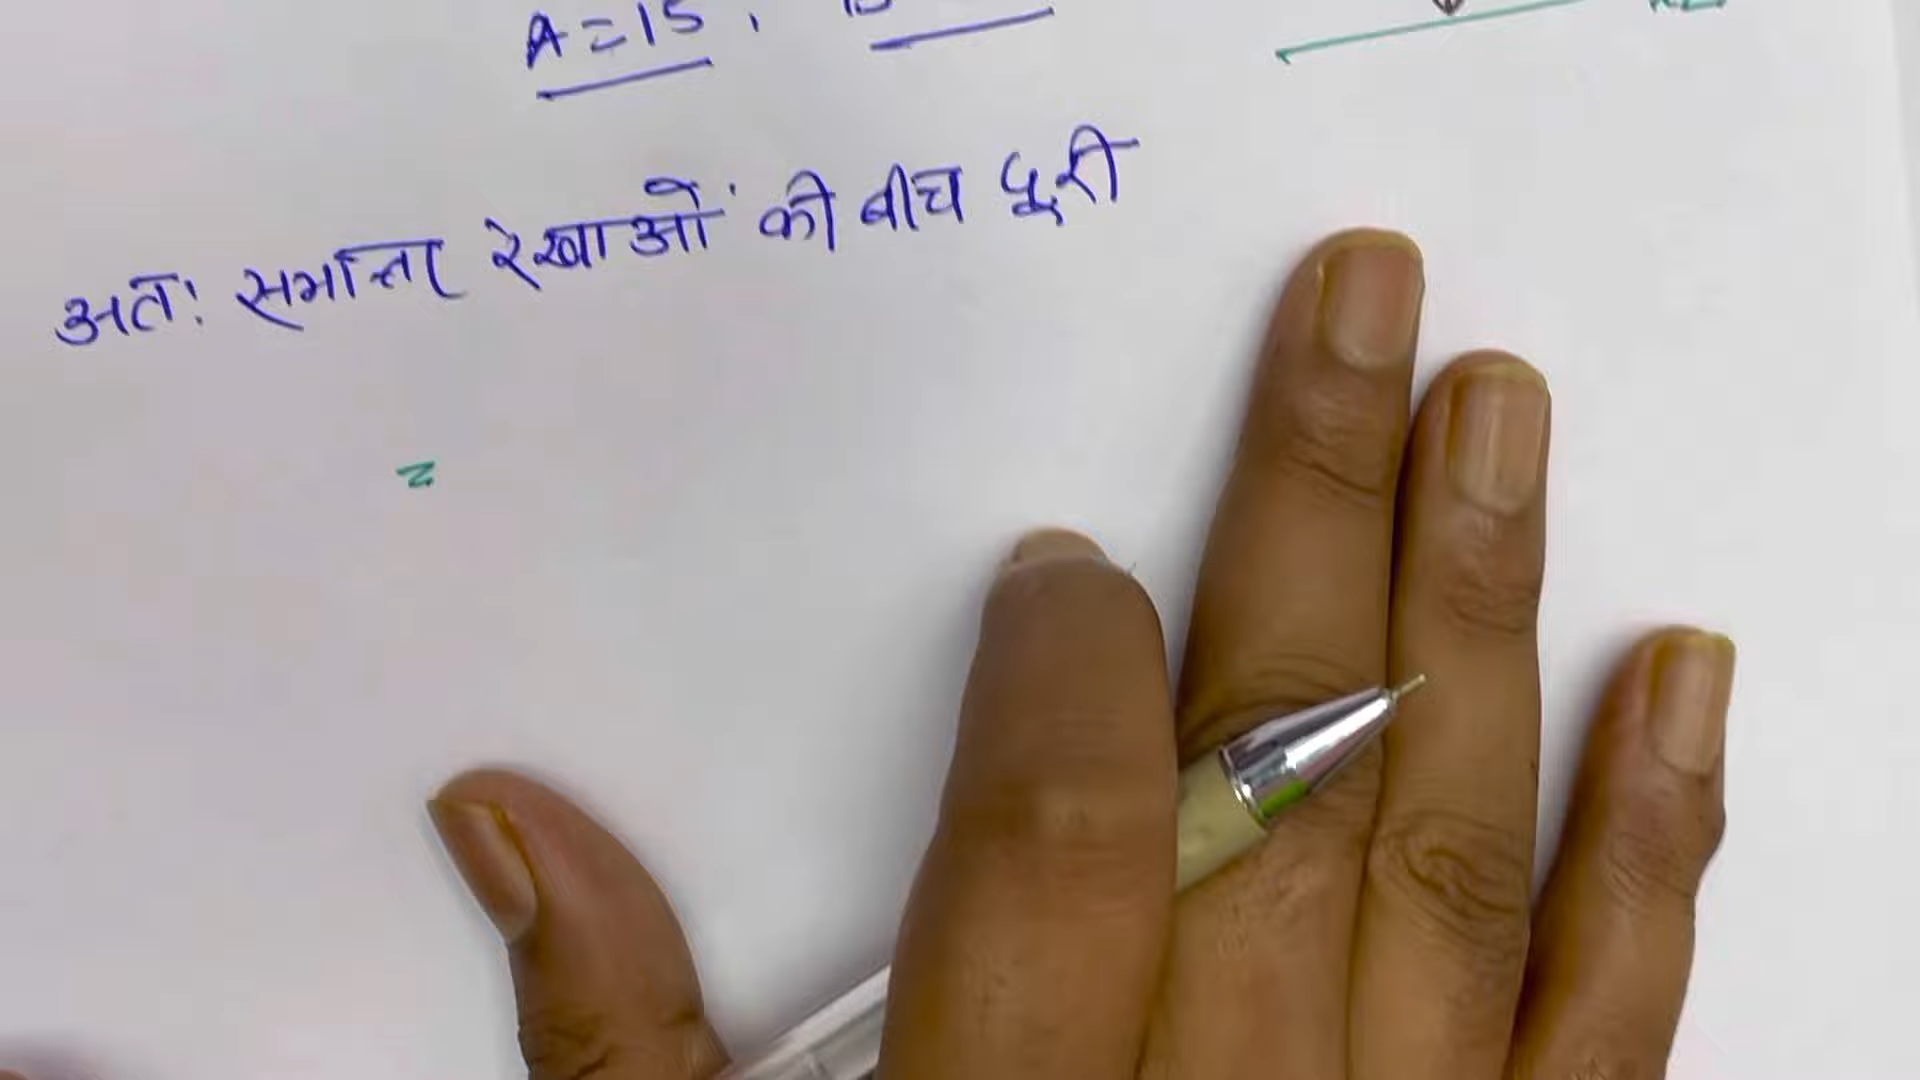 A = 15 ,
अतः समान्तर रेखाओं की बीच दूरी
=